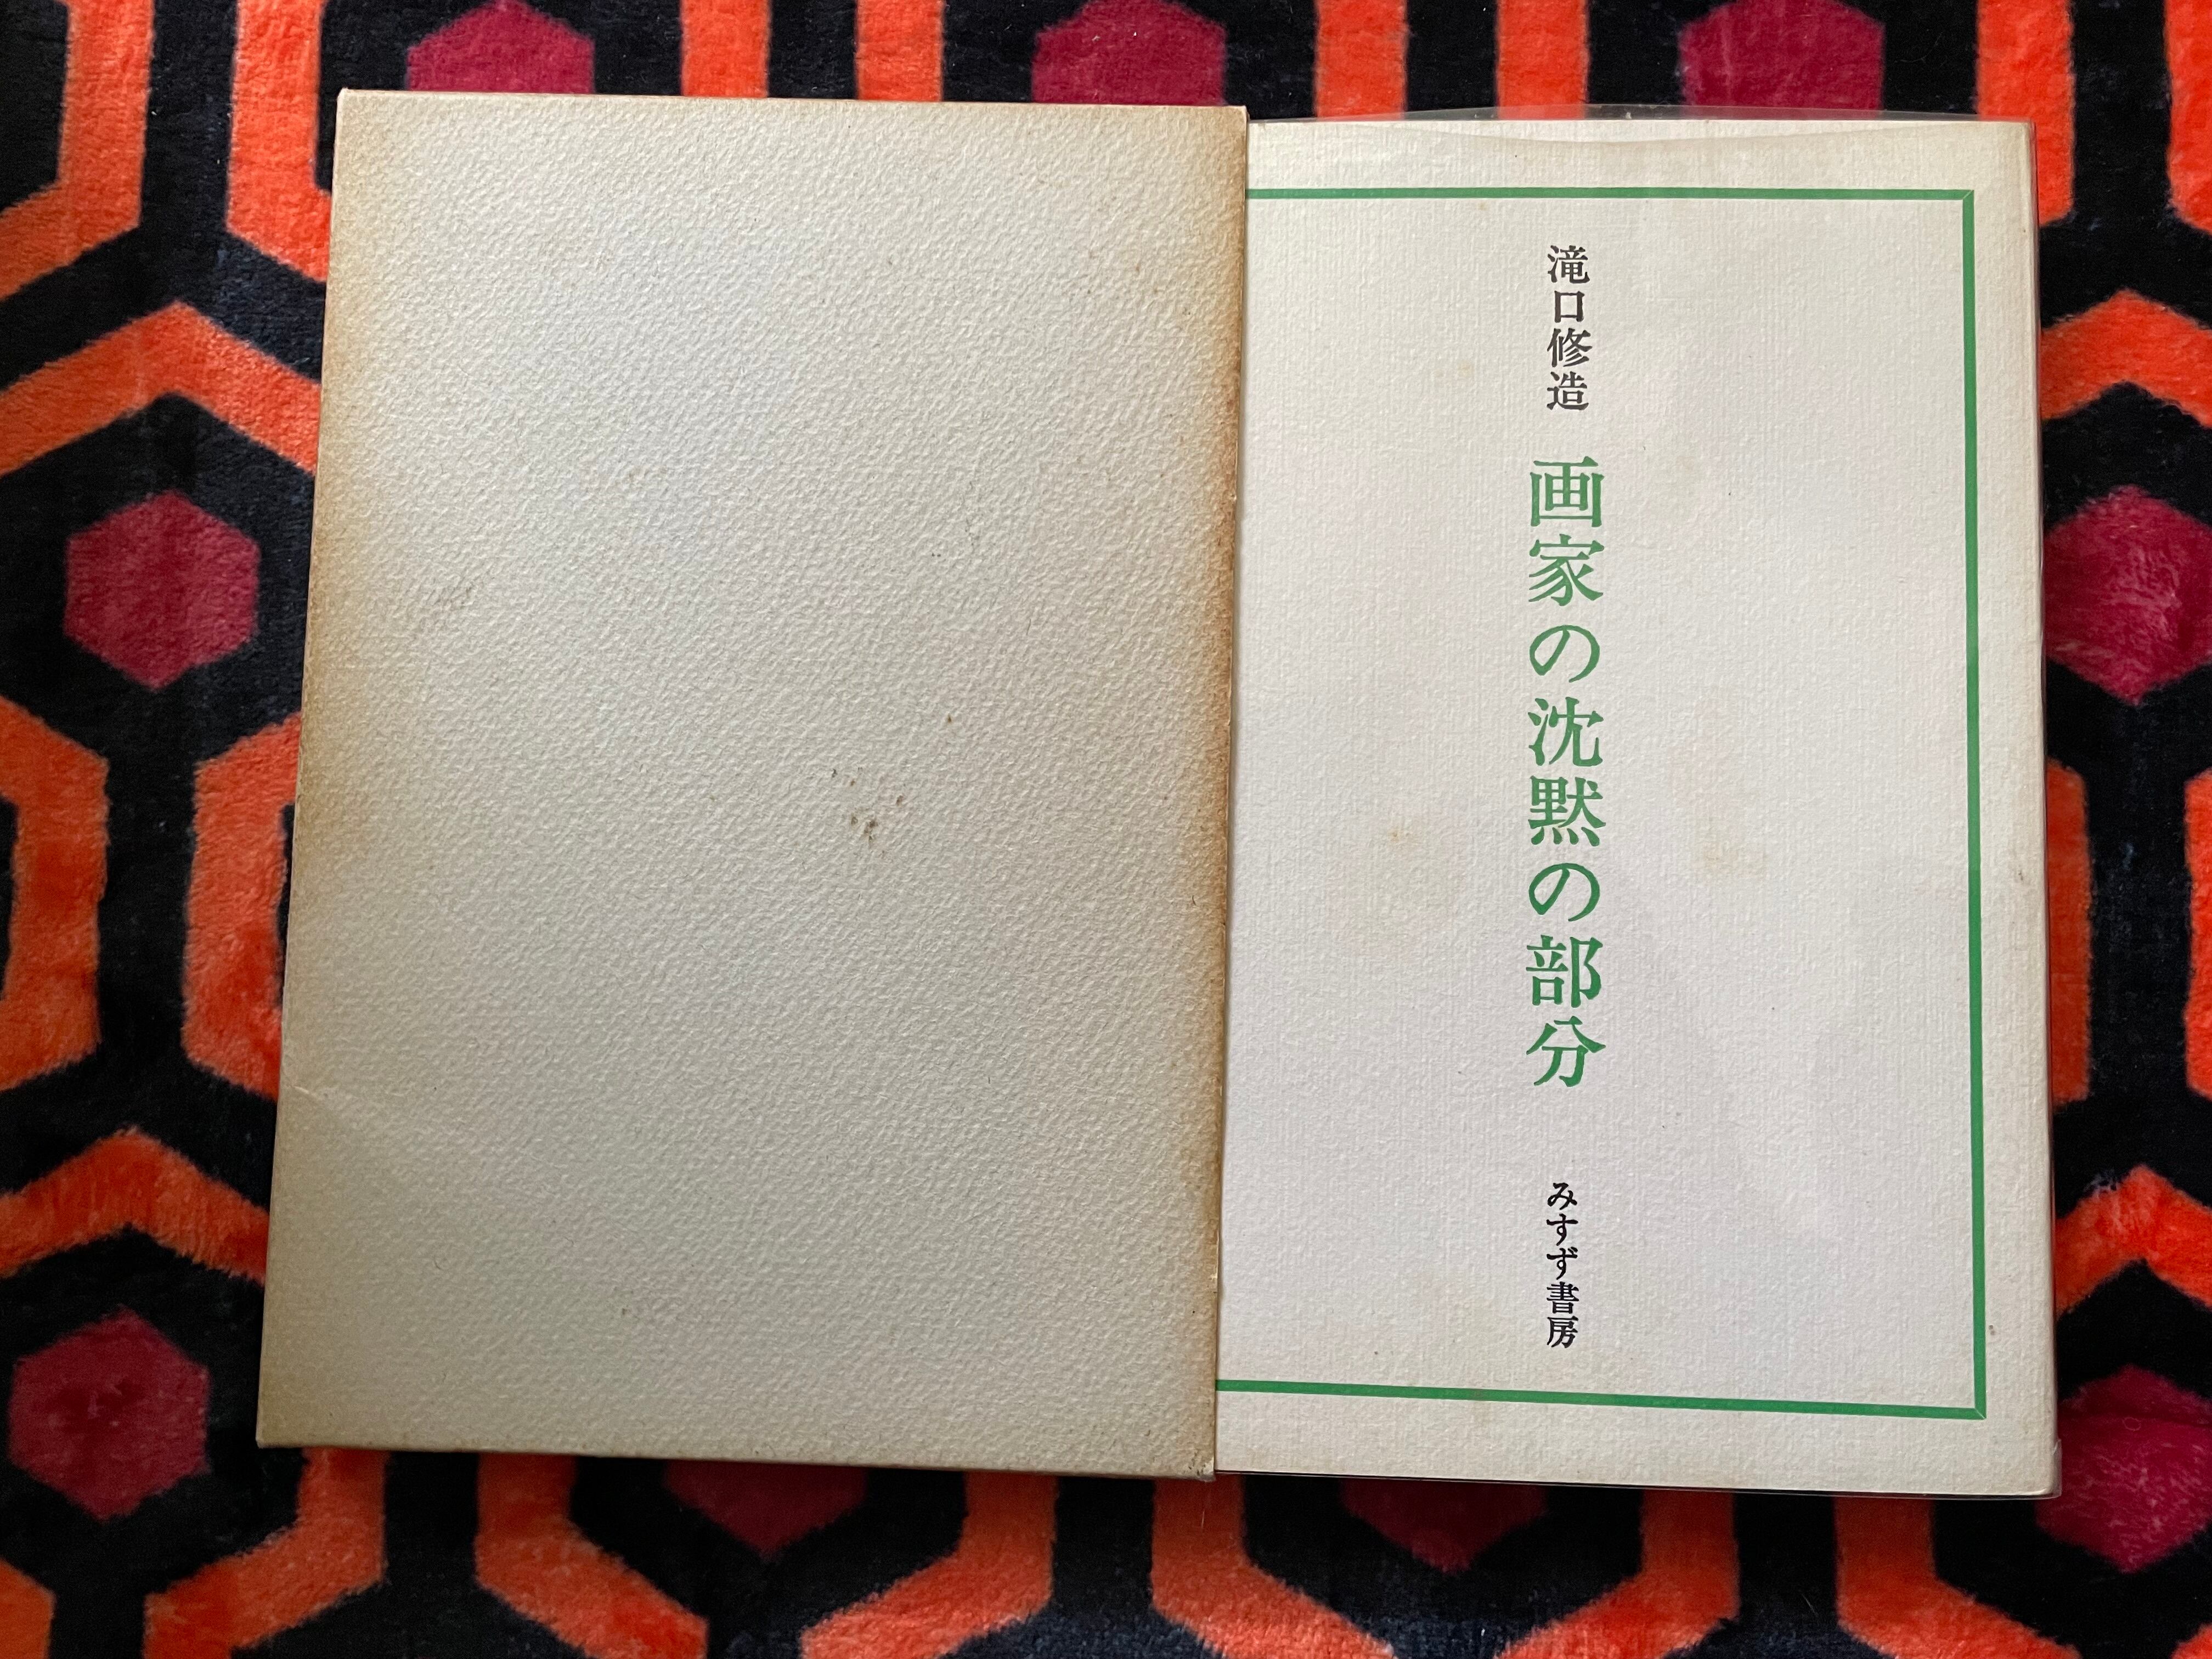 滝口修造
画家の沈黙の部分
みすず書房